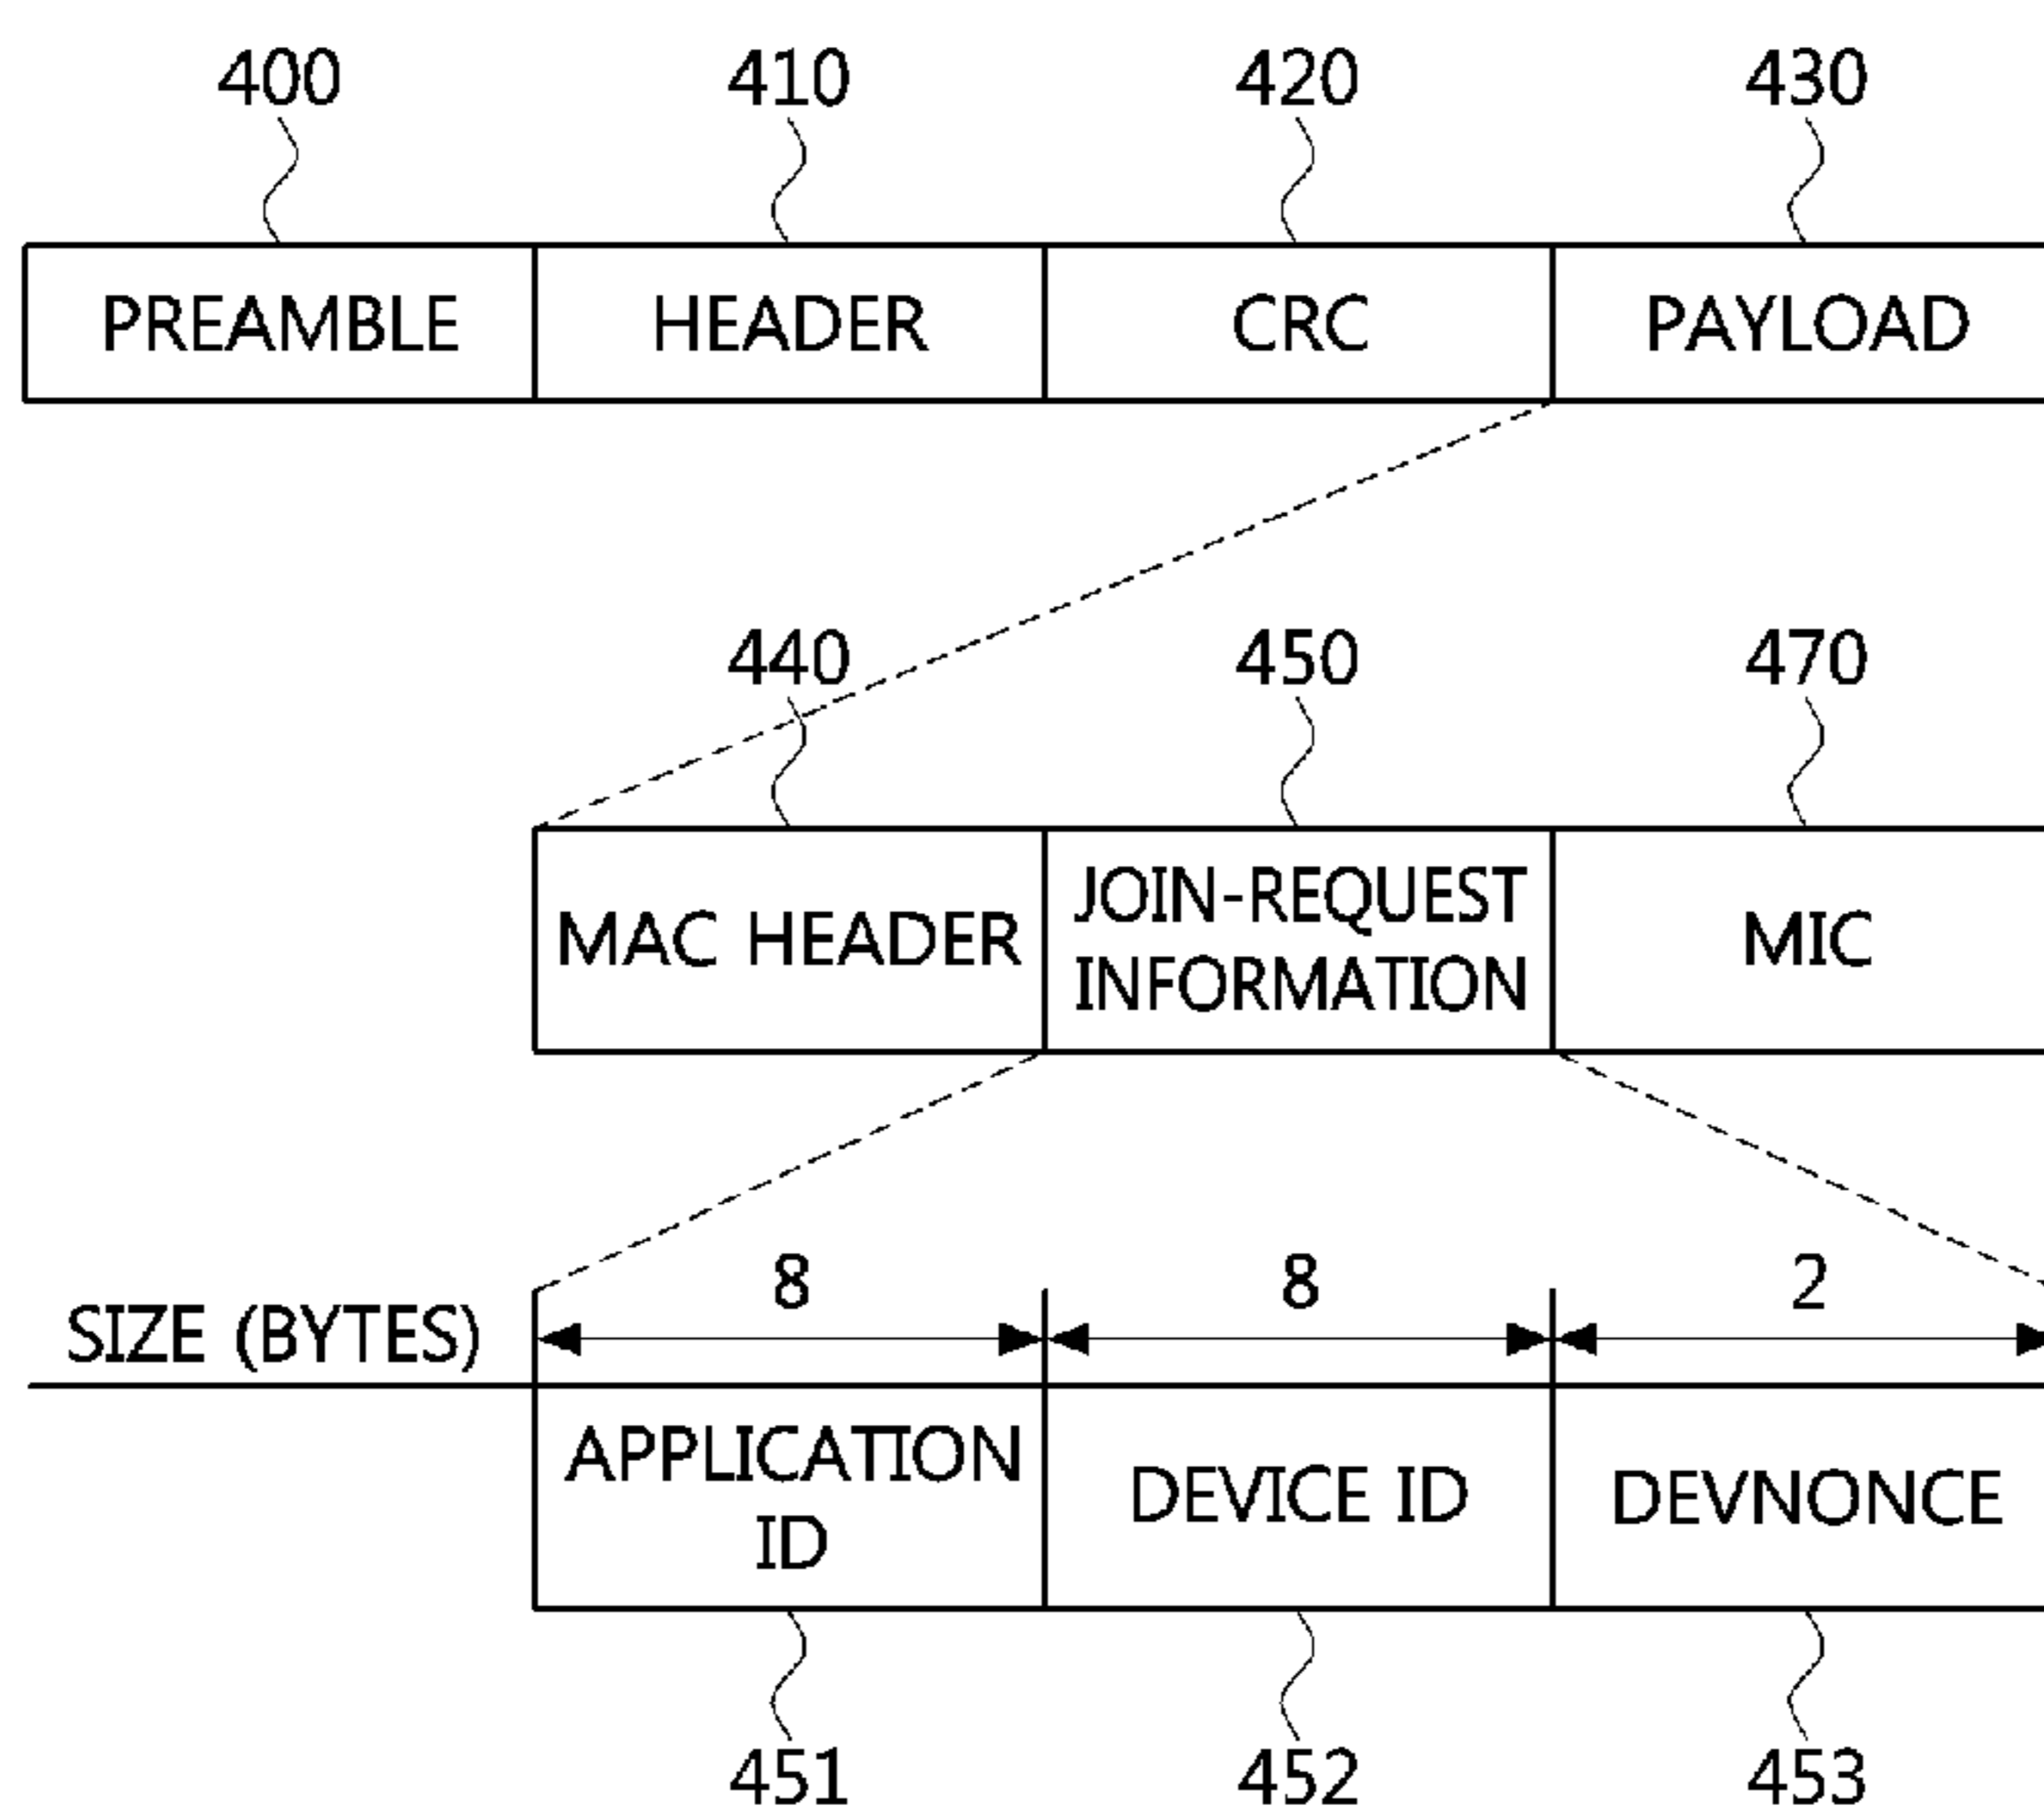 400 410 420 430
PREAMBLE HEADER CRC PAYLOAD
440 450 470
MAC HEADER JOIN-REQUEST INFORMATION MIC
8 8 2
SIZE (BYTES)
APPLICATION ID DEVICE ID DEVNONCE
451 452 453